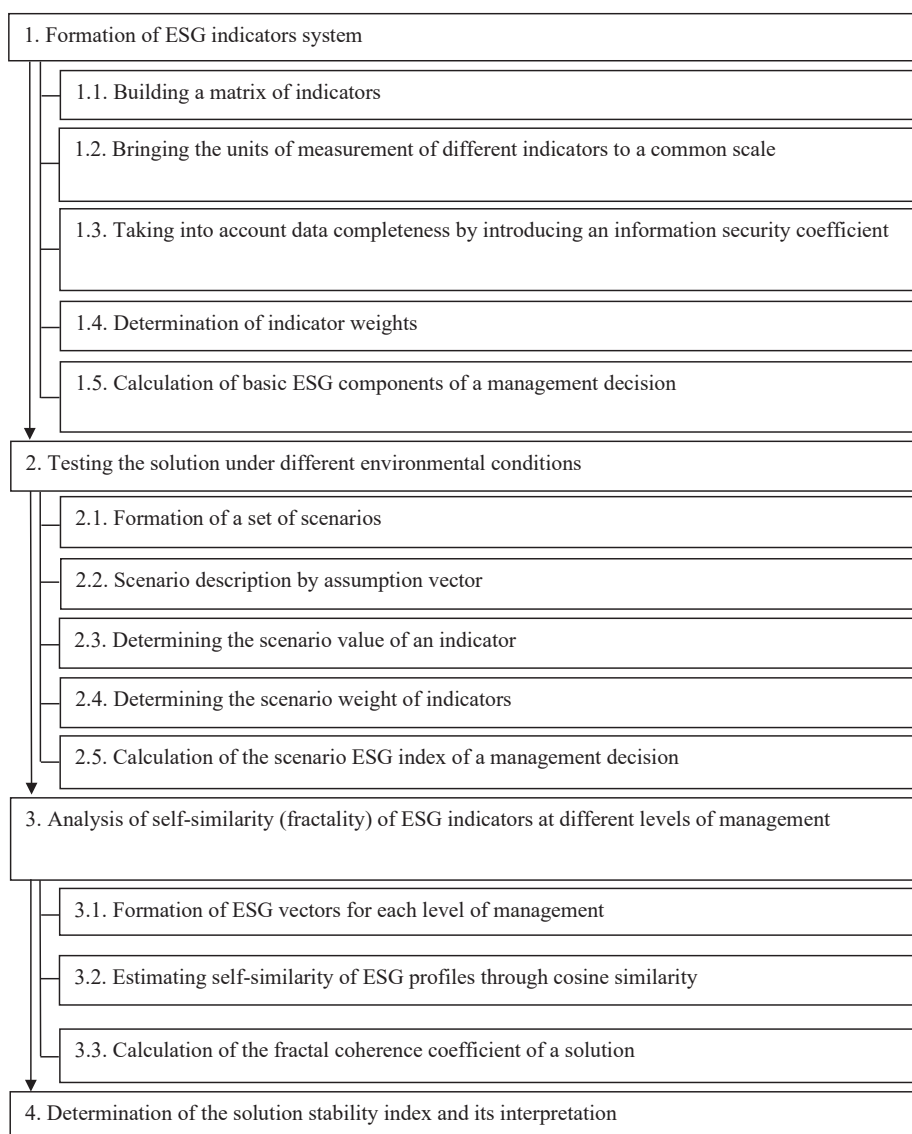 1. Formation of ESG indicators system
1.1. Building a matrix of indicators
1.2. Bringing the units of measurement of different indicators to a common scale
1.3. Taking into account data completeness by introducing an information security coefficient
1.4. Determination of indicator weights
1.5. Calculation of basic ESG components of a management decision
2. Testing the solution under different environmental conditions
2.1. Formation of a set of scenarios
2.2. Scenario description by assumption vector
2.3. Determining the scenario value of an indicator
2.4. Determining the scenario weight of indicators
2.5. Calculation of the scenario ESG index of a management decision
3. Analysis of self-similarity (fractality) of ESG indicators at different levels of management
3.1. Formation of ESG vectors for each level of management
3.2. Estimating self-similarity of ESG profiles through cosine similarity
3.3. Calculation of the fractal coherence coefficient of a solution
4. Determination of the solution stability index and its interpretation